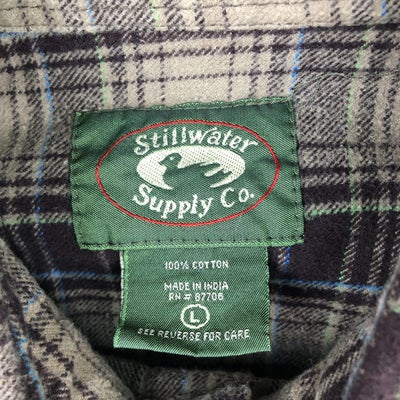 Stillwater
Supply Co.
100% COTTON
MADE IN INDIA
RN # 87706
L
SEE REVERSE FOR CARE